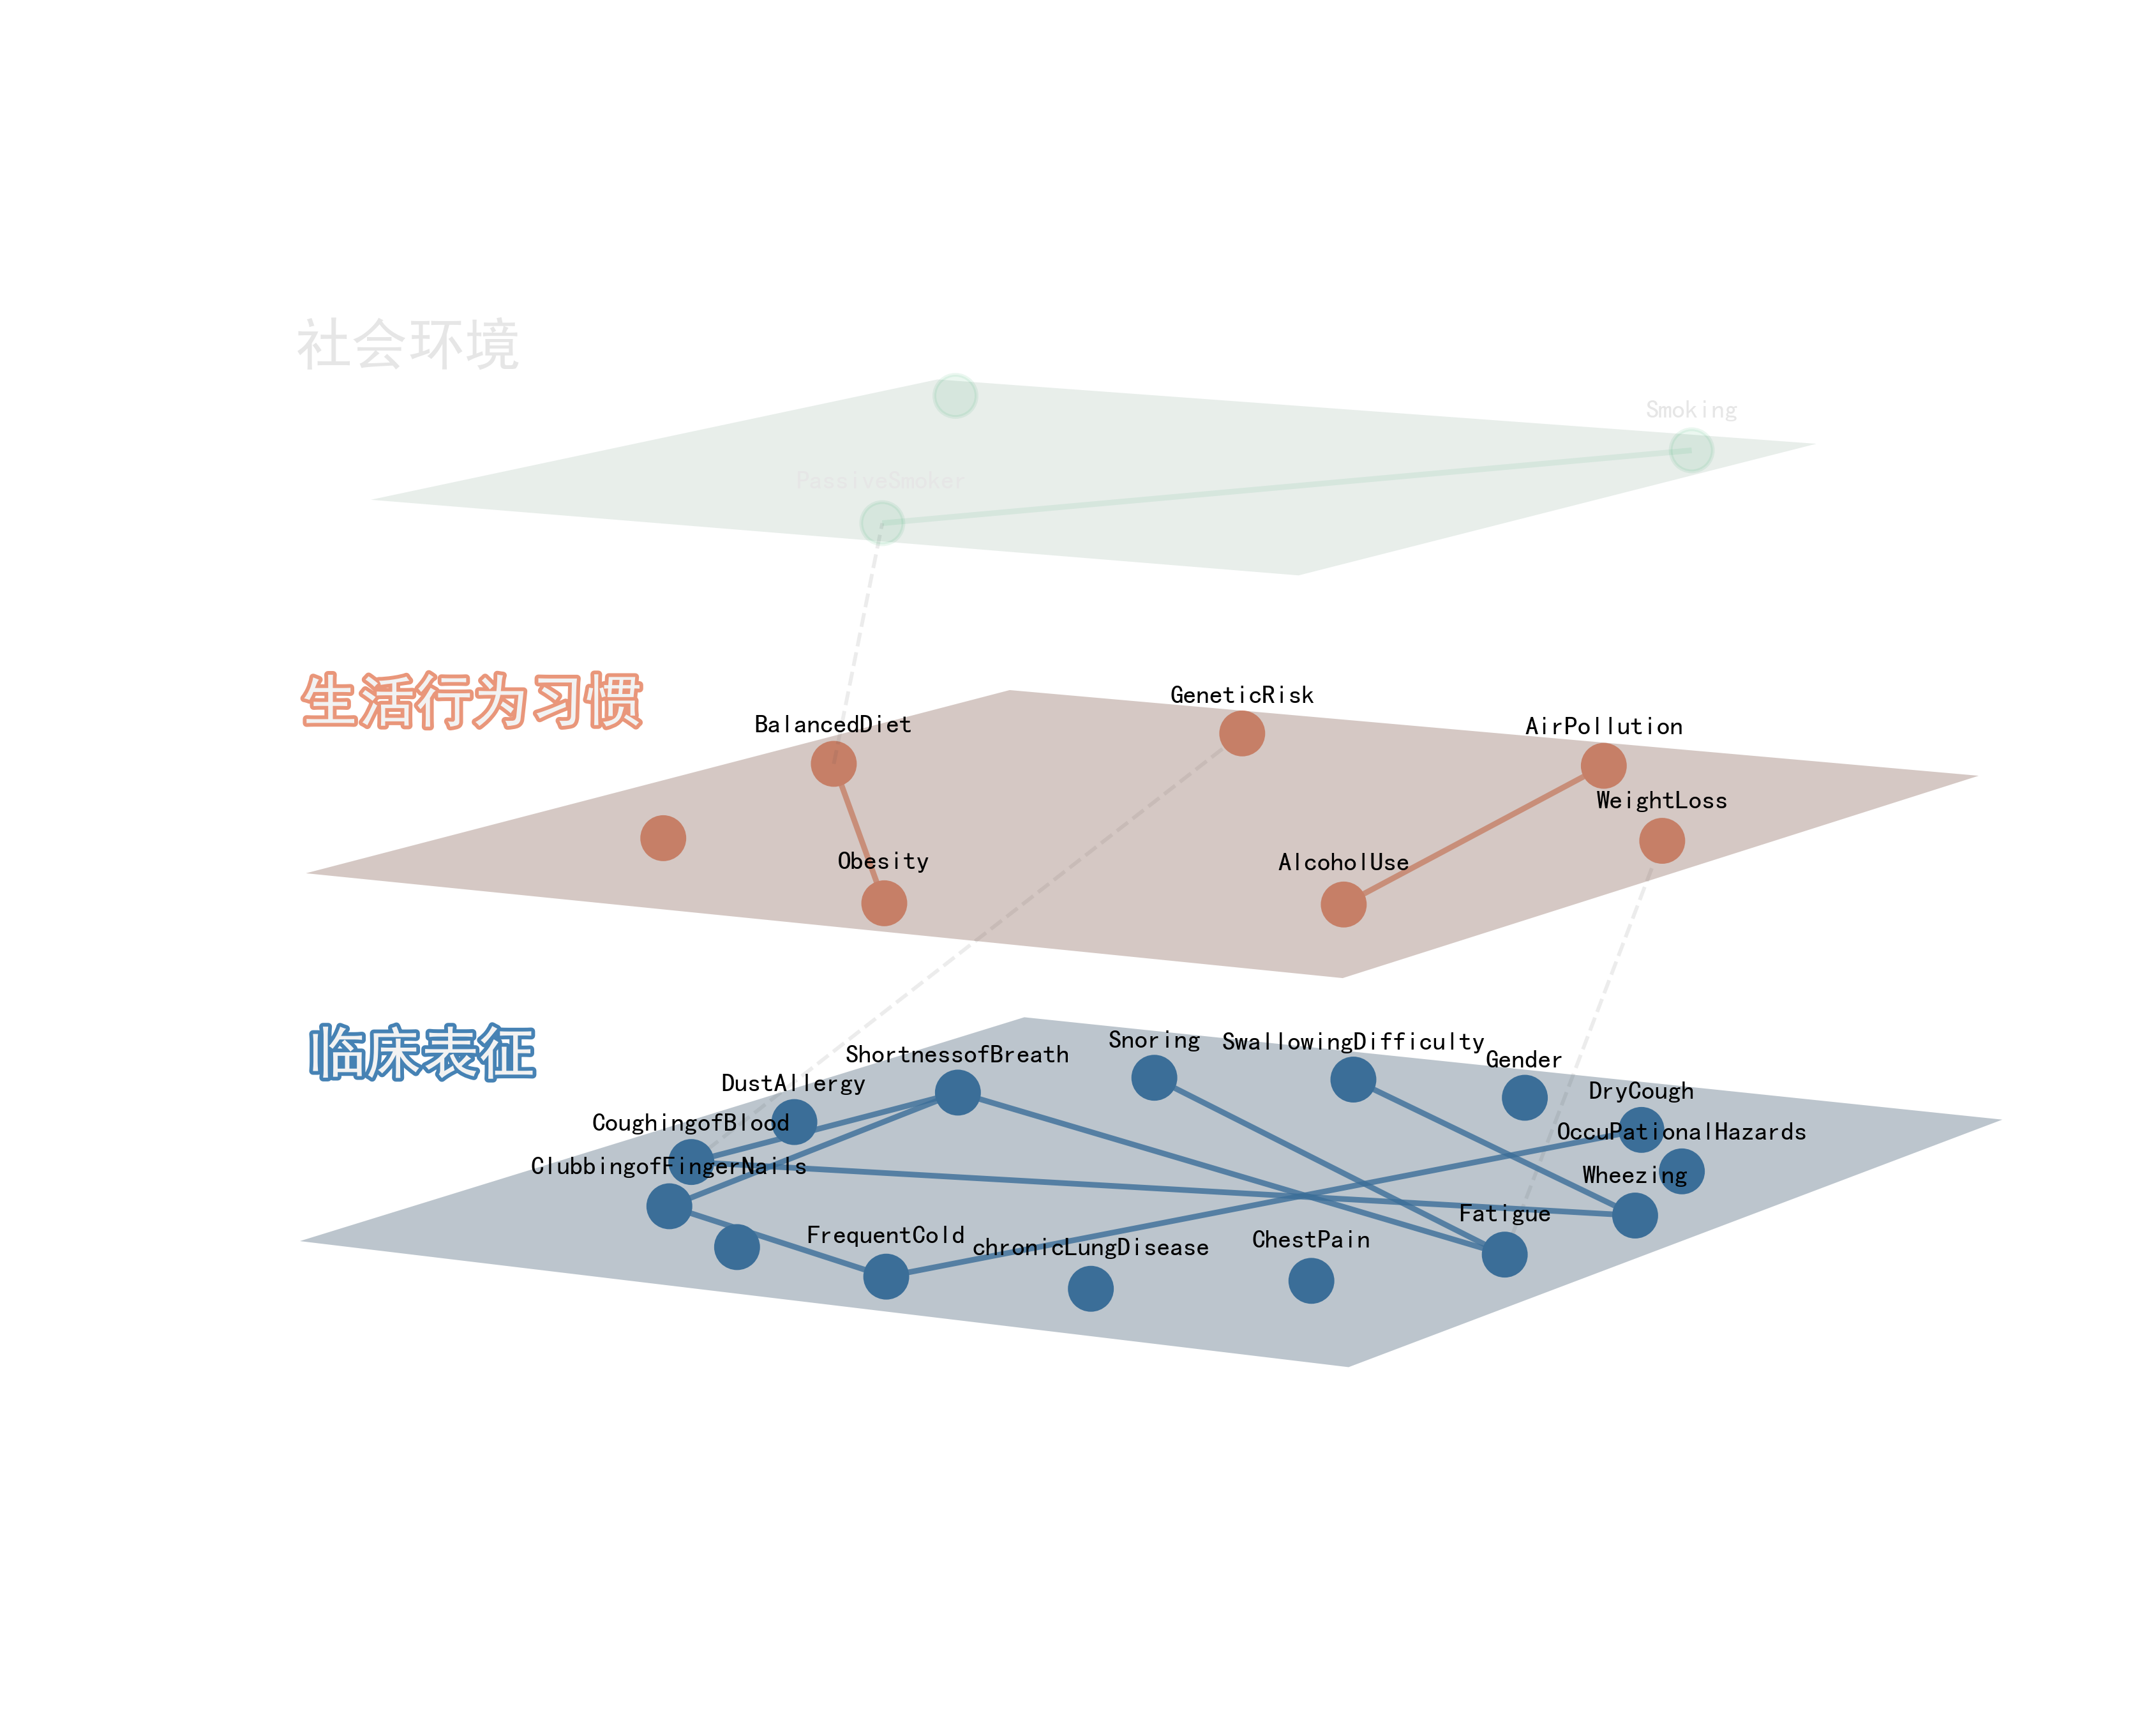 社会环境
Smoking
PassiveSmoker
生活行为习惯
GeneticRisk
BalancedDiet
AirPollution
WeightLoss
Obesity
AlcoholUse
临床表征
Snoring
SwallowingDifficulty
ShortnessofBreath
Gender
DustAllergy
DryCough
CoughingofBlood
OccuPationalHazards
ClubbingofFingerNails
Wheezing
Fatigue
FrequentCold
chronicLungDisease
ChestPain